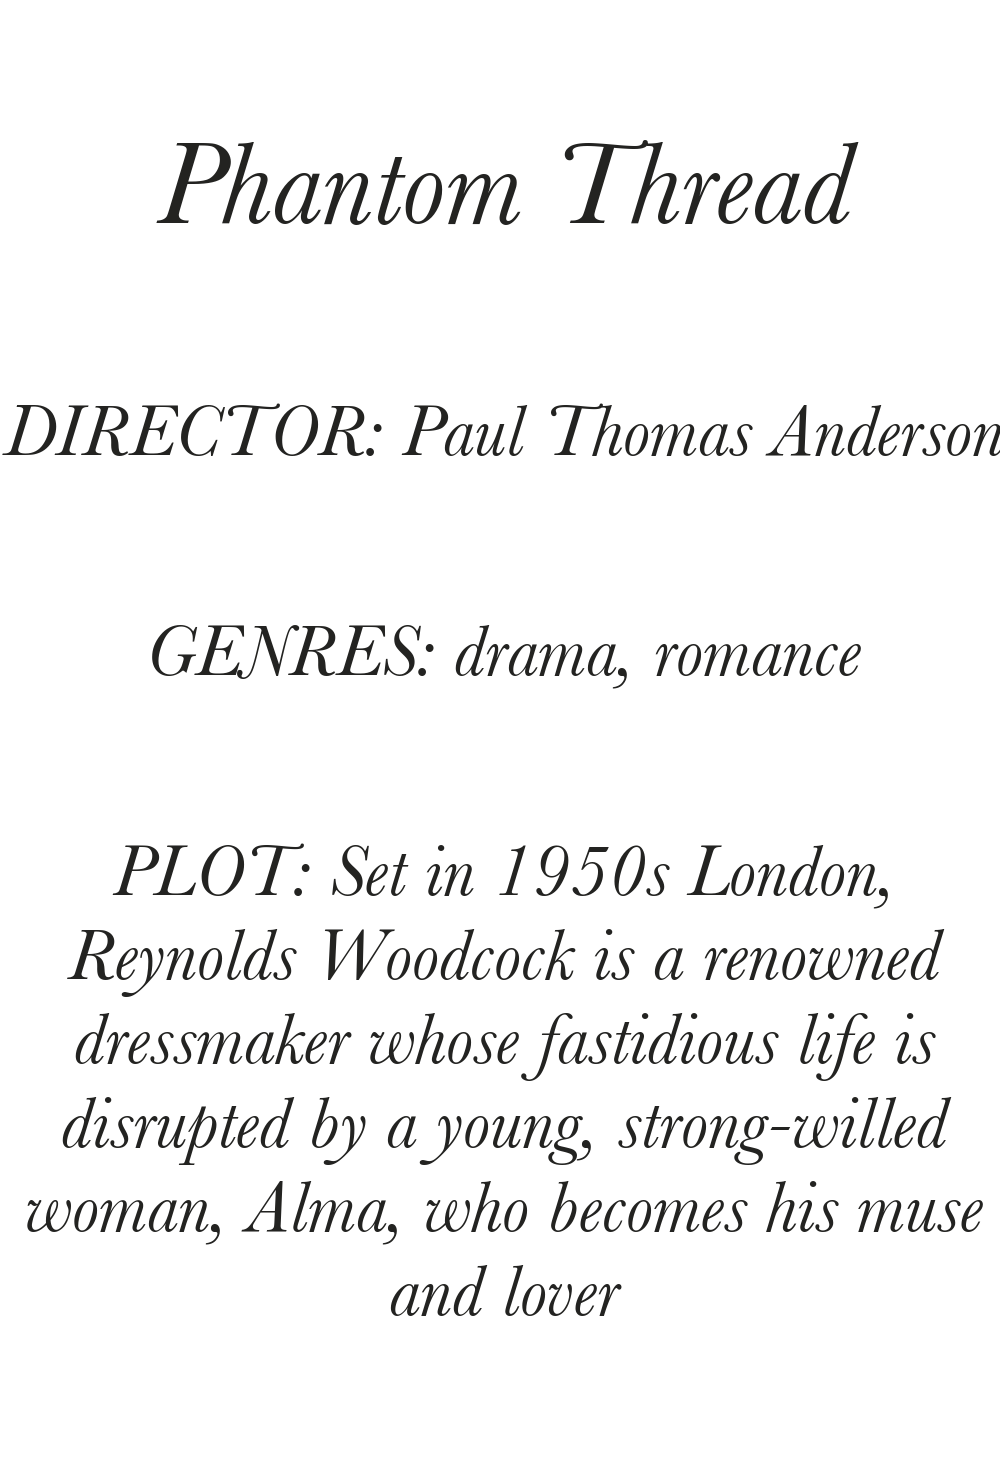 Phantom Thread
DIRECTOR: Paul Thomas Anderson
GENRES: drama, romance
PLOT: Set in 1950s London,
Reynolds Woodcock is a renowned
dressmaker whose fastidious life is
disrupted by a young, strong-willed
woman, Alma, who becomes his muse
and lover